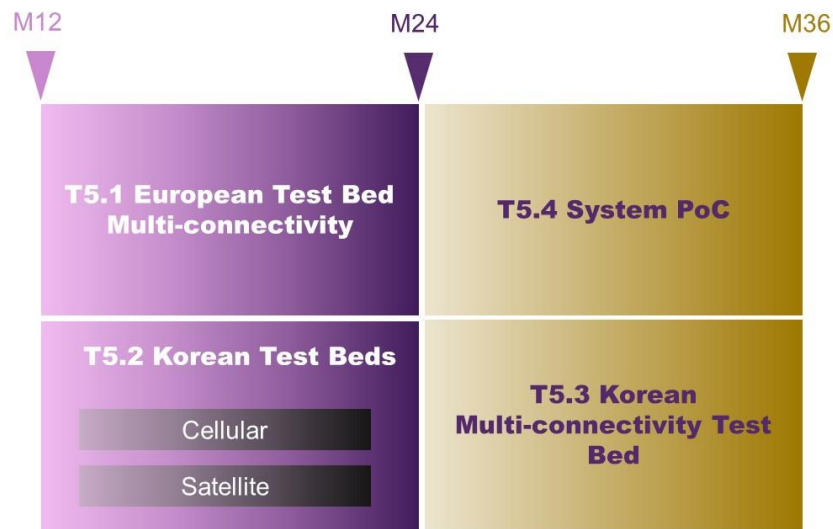 M12
M24
M36
T5.1 European Test Bed
Multi-connectivity
T5.4 System PoC
T5.2 Korean Test Beds
Cellular
Satellite
T5.3 Korean
Multi-connectivity Test
Bed